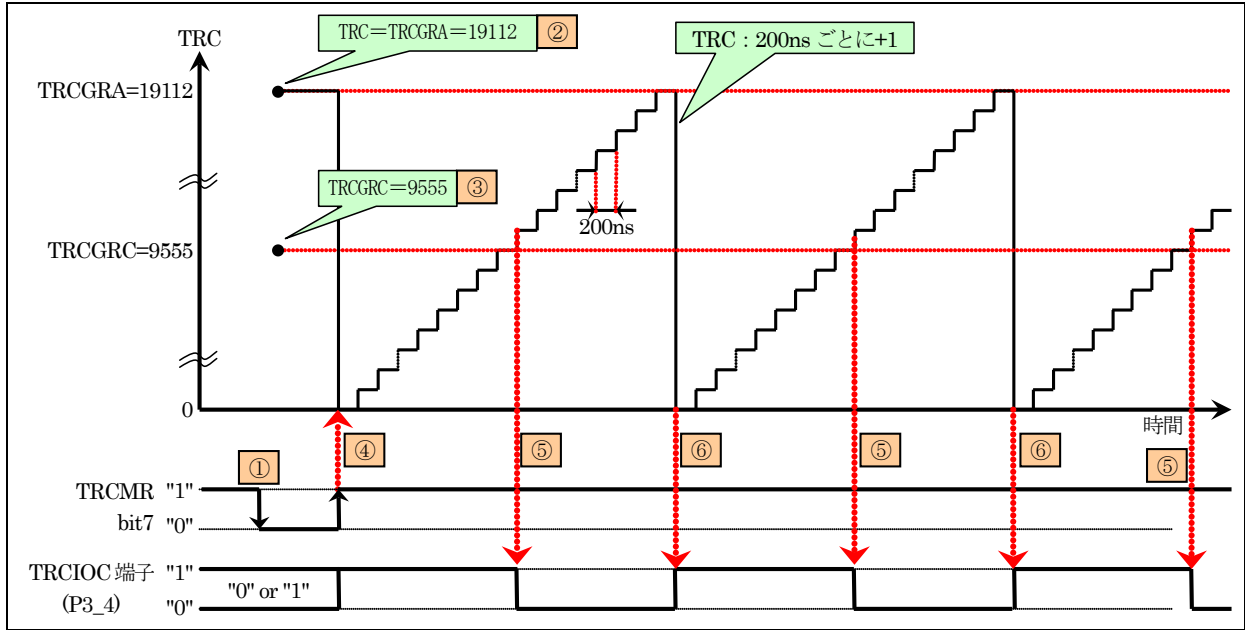 TRC
TRC=TRCGRA=19112
②
TRC：200ns ごとに+1
TRCGRA=19112
TRCGRC=9555
③
200ns
TRCGRC=9555
0
時間
①
④
⑤
⑥
⑤
⑥
⑤
TRCMR "1"
bit7 "0"
TRCIOC 端子 "1"
"0" or "1"
(P3_4) "0"